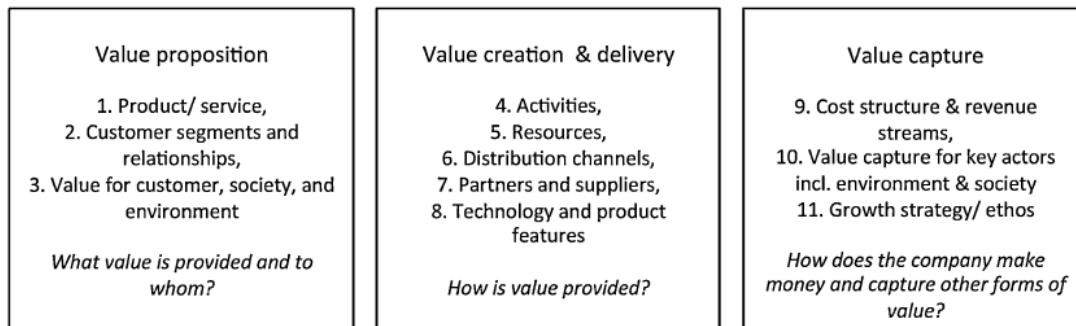 Value proposition
1. Product/ service,
2. Customer segments and
relationships,
3. Value for customer, society, and
environment
What value is provided and to
whom?
Value creation & delivery
4. Activities,
5. Resources,
6. Distribution channels,
7. Partners and suppliers,
8. Technology and product
features
How is value provided?
Value capture
9. Cost structure & revenue
streams,
10. Value capture for key actors
incl. environment & society
11. Growth strategy/ ethos
How does the company make
money and capture other forms of
value?